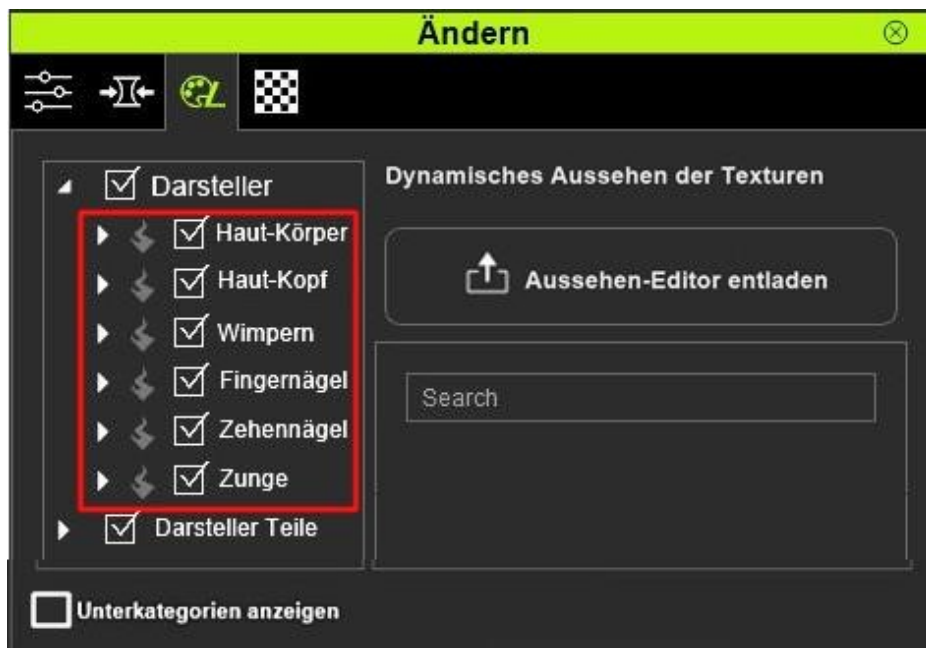 Ändern
Darsteller
Haut-Körper
Haut-Kopf
Wimpern
Fingernägel
Zehennägel
Zunge
Darsteller Teile
Dynamisches Aussehen der Texturen
Aussehen-Editor entladen
Search
Unterkategorien anzeigen